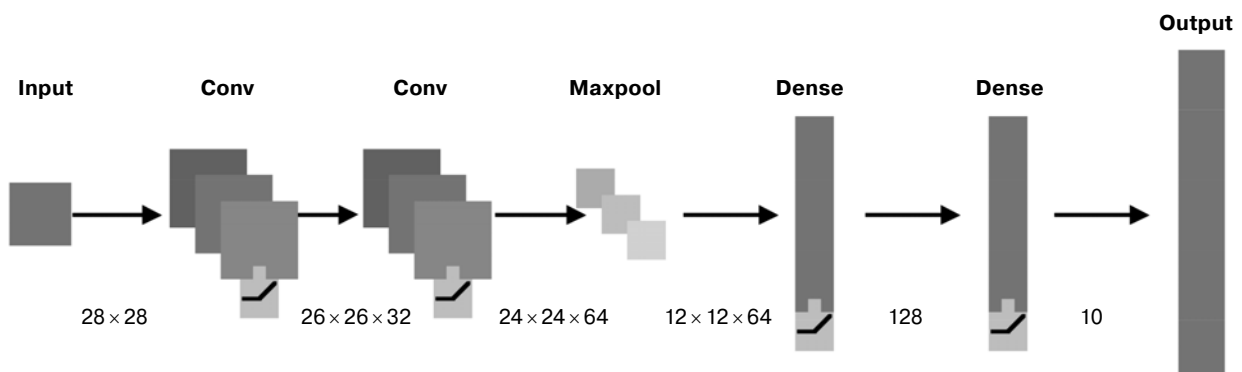 Output
Input Conv Conv Maxpool Dense Dense
28 × 28 26 × 26 × 32 24 × 24 × 64 12 × 12 × 64 128 10